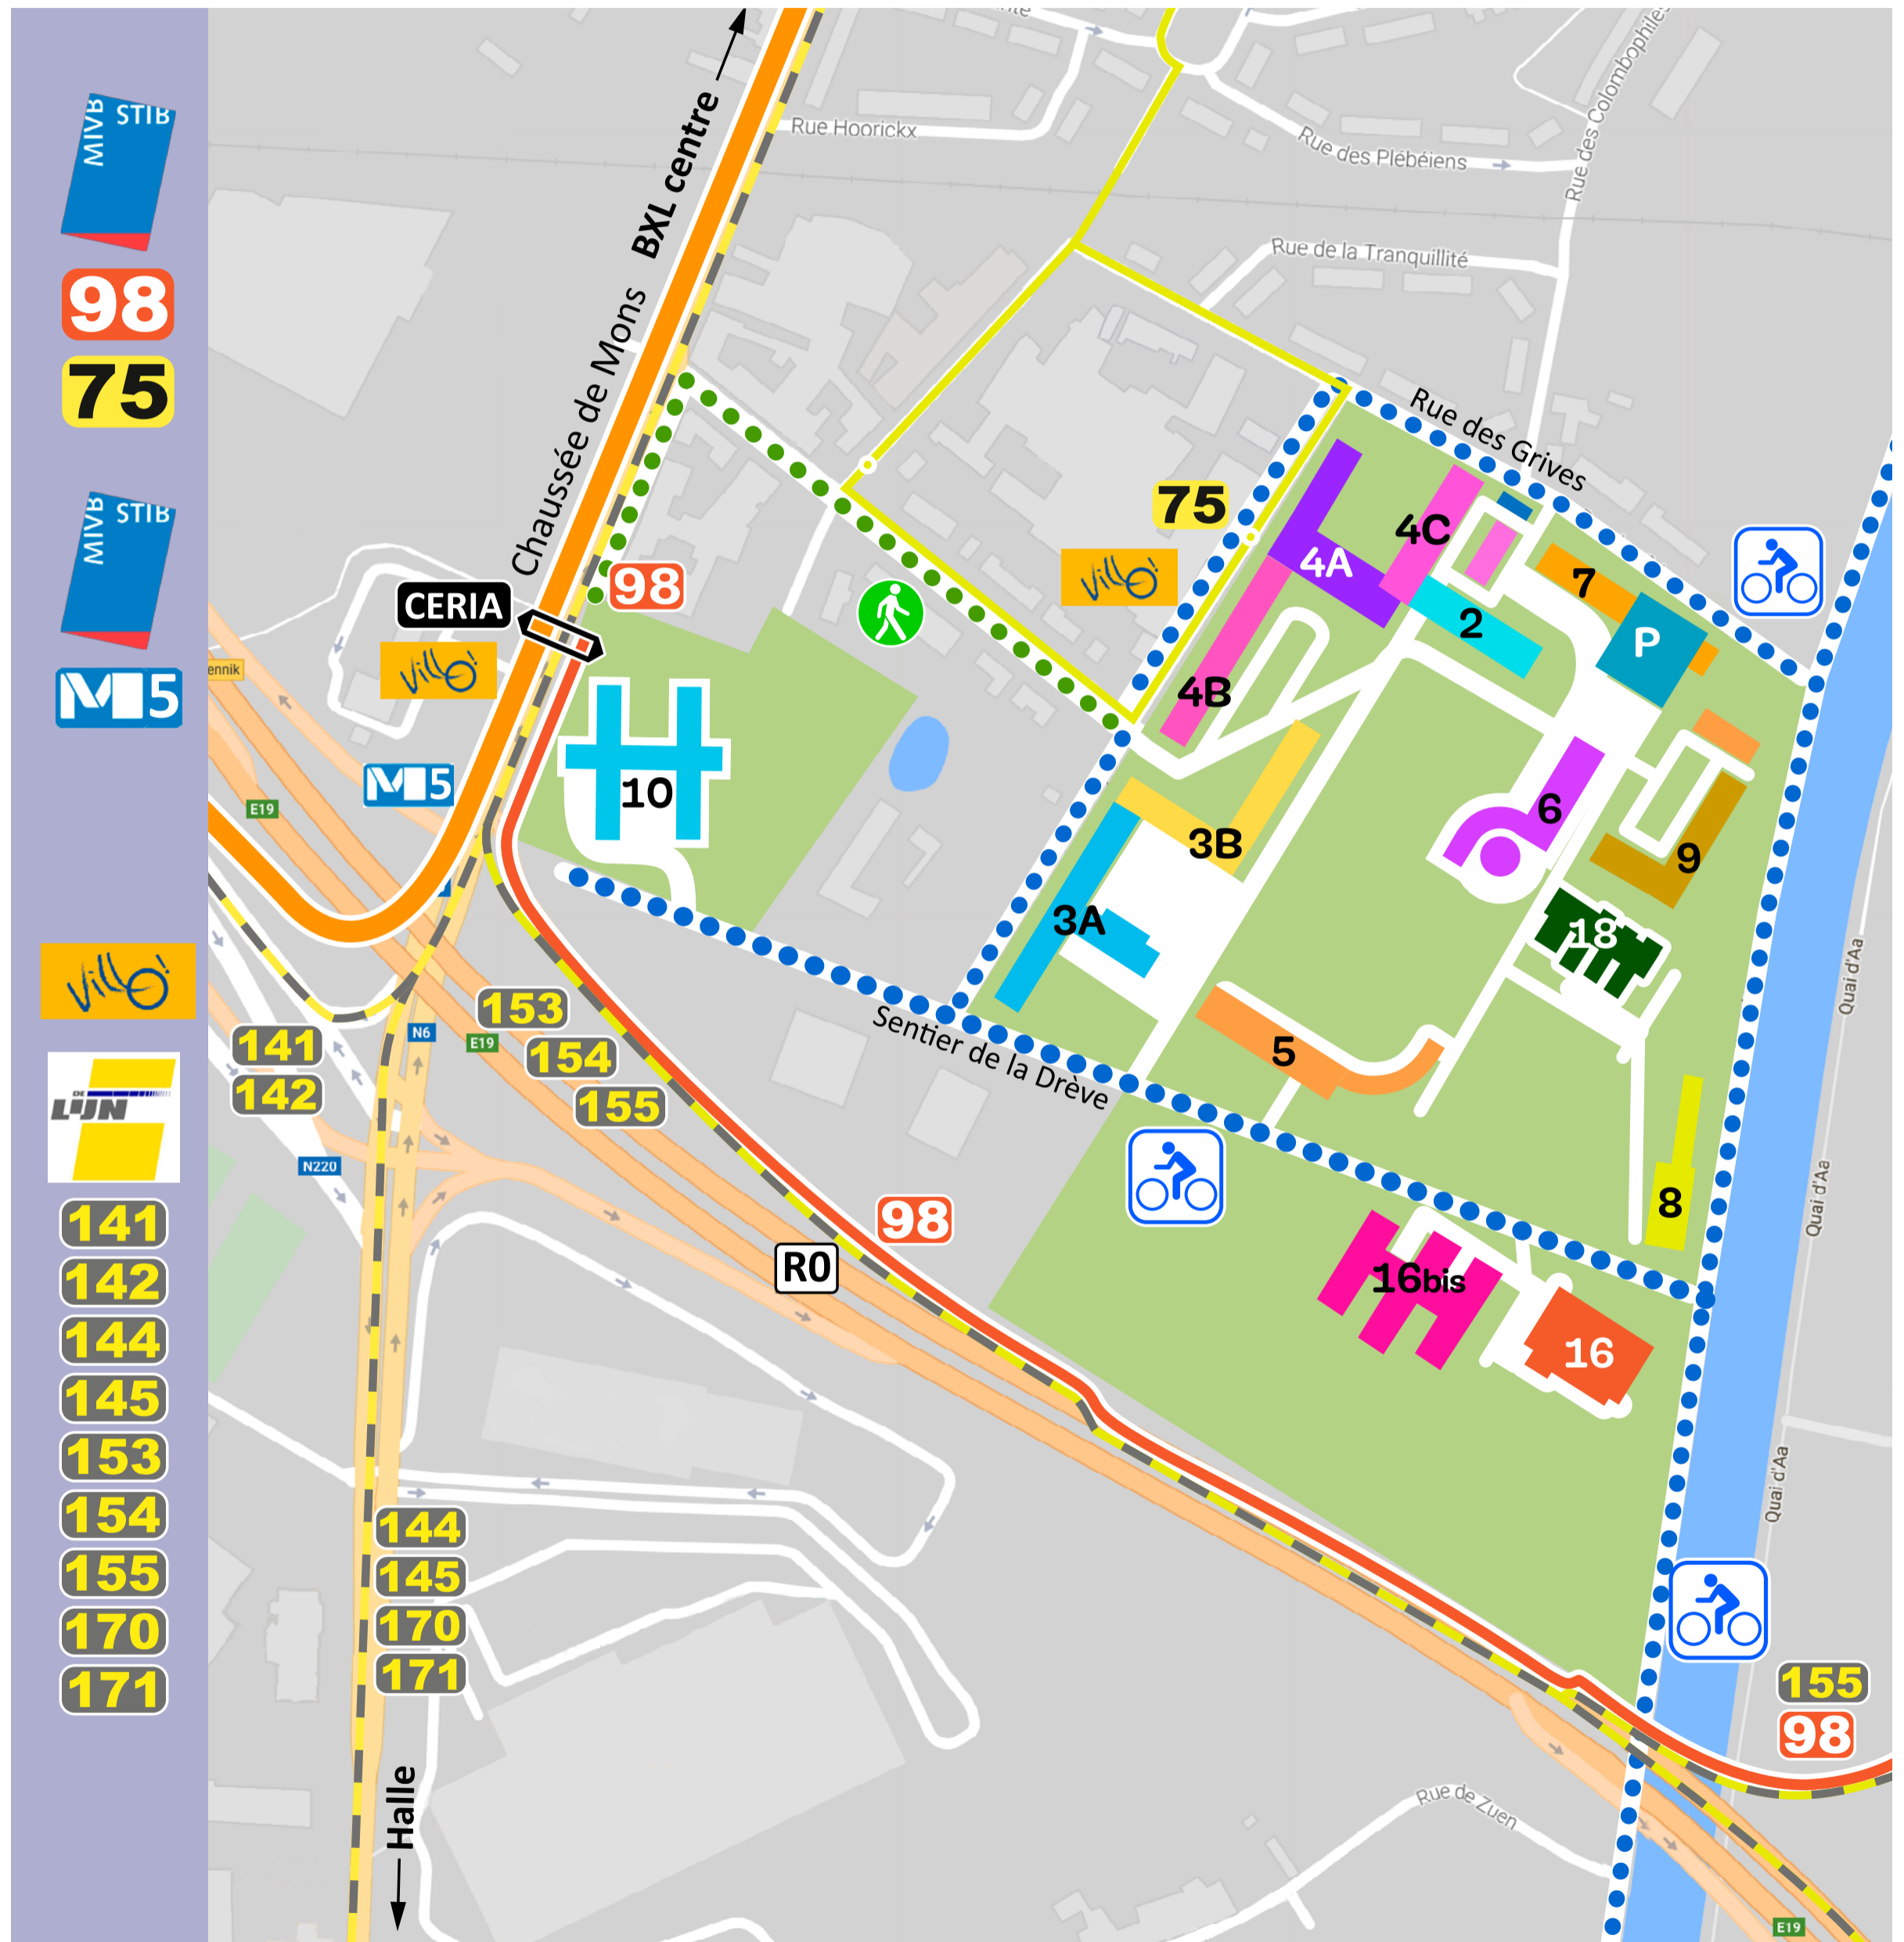 MIVB STIB
98
75
MIVB STIB
M 5
Villo!
DE
LIJN
141
142
144
145
153
154
155
170
171
BXL centre
Chaussée de Mons
Rue Hoorickx
Rue des Plébéiens
Rue des Colombophiles
Rue de la Tranquillité
Rue des Grives
75
Villo!
98
CERIA
Villo!
M 5
ennik
E19
4A
4C
4B
2
7
P
10
3B
3A
6
9
18
5
8
16bis
16
Sentier de la Drève
Quai d'Aa
Quai d'Aa
Quai d'Aa
153
154
155
141
142
N6
E19
N220
98
R0
144
145
170
171
155
98
Halle
Rue de Zuen
E19